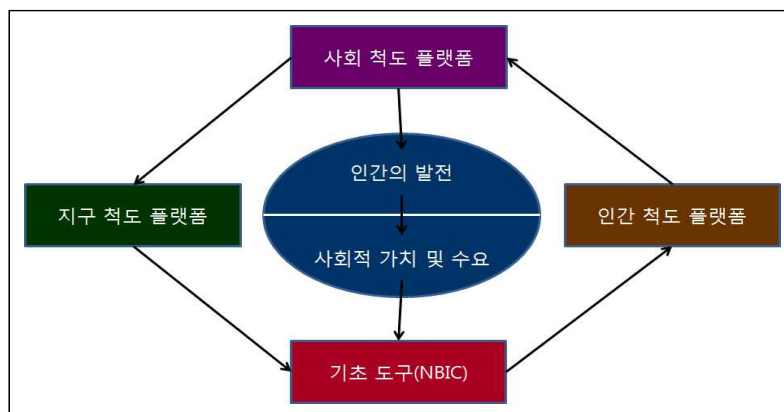 사회 척도 플랫폼
인간의 발전
지구 척도 플랫폼
인간 척도 플랫폼
사회적 가치 및 수요
기초 도구(NBIC)